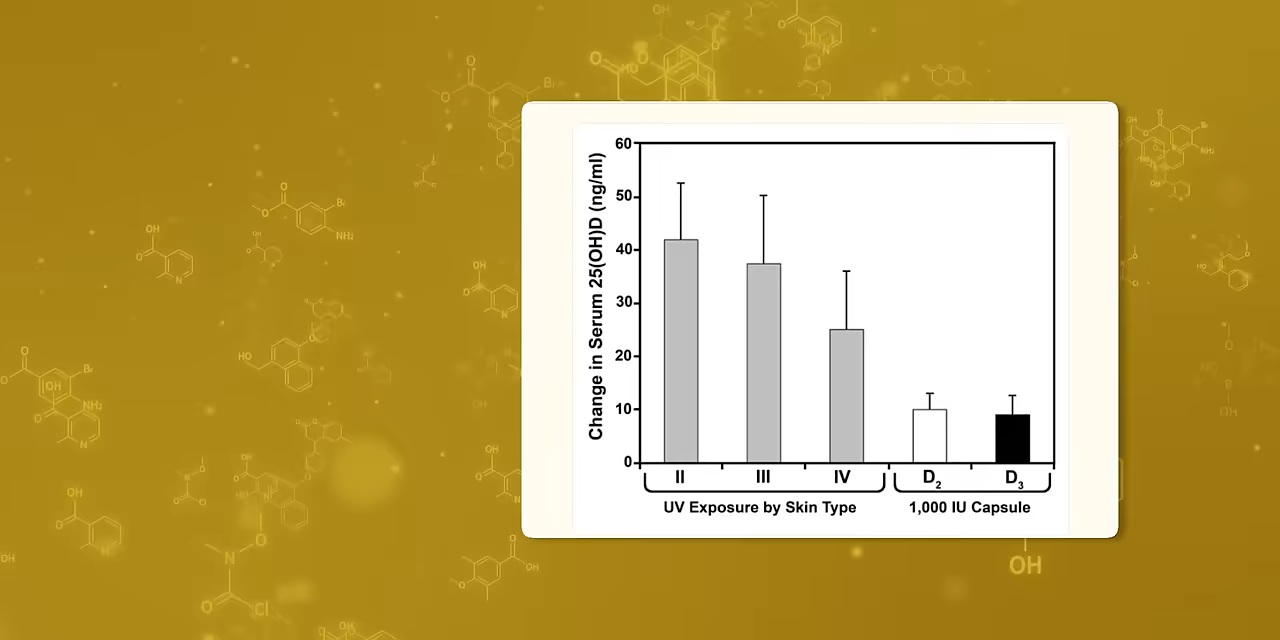 Change in Serum 25(OH)D (ng/ml)
60
50
40
30
20
10
0
II III IV D2 D3
UV Exposure by Skin Type 1,000 IU Capsule
OH